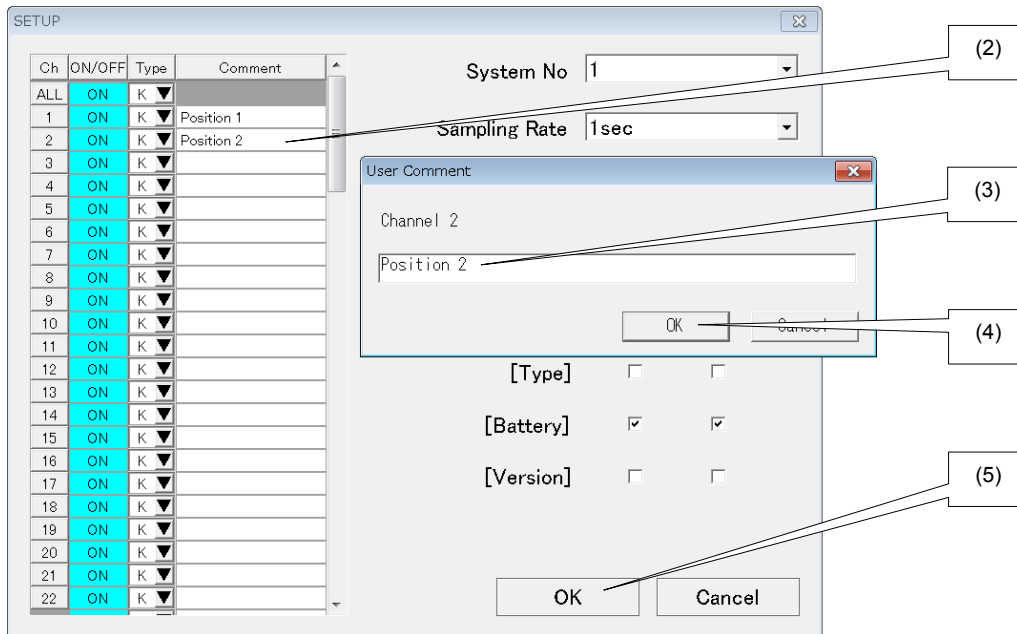 SETUP
Ch ON/OFF Type Comment
ALL ON K
1 ON K Position 1
2 ON K Position 2
3 ON K
4 ON K
5 ON K
6 ON K
7 ON K
8 ON K
9 ON K
10 ON K
11 ON K
12 ON K
13 ON K
14 ON K
15 ON K
16 ON K
17 ON K
18 ON K
19 ON K
20 ON K
21 ON K
22 ON K
System No 1
Sampling Rate 1sec
User Comment
Channel 2
Position 2
OK Cancel
[Type]
[Battery]
[Version]
OK Cancel
(2)
(3)
(4)
(5)